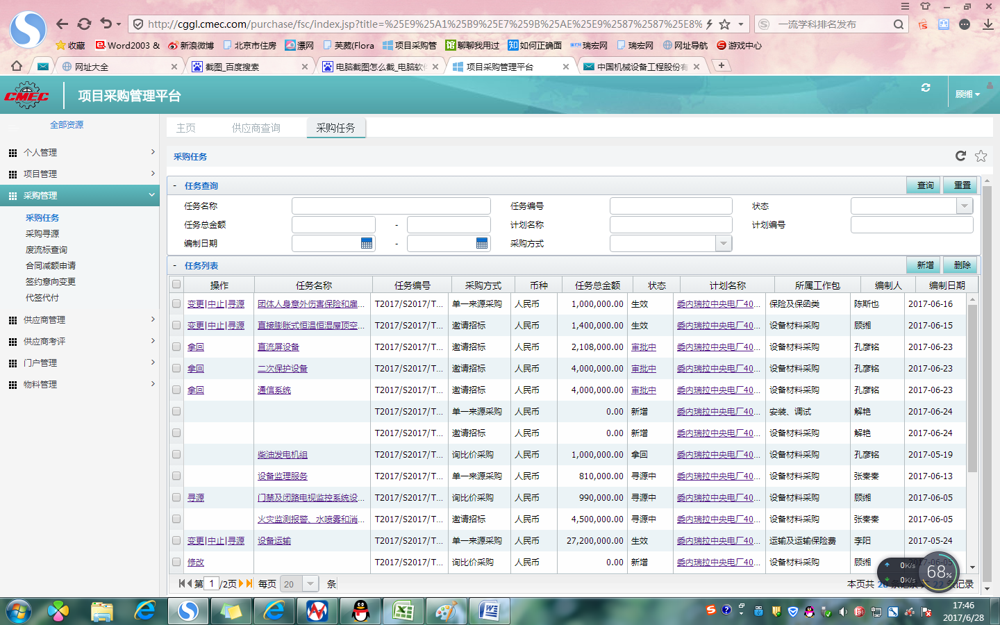 http://cggl.cmec.com/purchase/fsc/index.jsp?title=%25E9%25A1%25B9%25E7%259B%25AE%25E9%2587%2587%25E8%
一流学科排名发布
收藏 Word2003 & 新浪微博 北京市住房 漂网 芙葳(Flora 项目采购管 聊聊我用过 如何正确面 瑞宏网 瑞宏网 网址导航 游戏中心
网址大全 截图_百度搜索 电脑截图怎么截_电脑软件 项目采购管理平台 中国机械设备工程股份有
CMEC 项目采购管理平台 顾缃
全部资源
个人管理
项目管理
采购管理
采购任务
采购寻源
废流标查询
合同减额申请
签约意向变更
代签代付
供应商管理
供应商考评
门户管理
物料管理
主页 供应商查询 采购任务
采购任务
- 任务查询 查询 重置
任务名称 任务编号 状态
任务总金额 - 计划名称 计划编号
编制日期 - 采购方式
- 任务列表 新增 删除
操作 任务名称 任务编号 采购方式 币种 任务总金额 状态 计划名称 所属工作包 编制人 编制日期
变更|中止|寻源 团体人身意外伤害保险和雇... T2017/S2017/T... 单一来源采购 人民币 1,000,000.00 生效 委内瑞拉中央电厂40... 保险及保函类 陈斯也 2017-06-16
变更|中止|寻源 直接膨胀式恒温恒湿屋顶空... T2017/S2017/T... 邀请招标 人民币 1,400,000.00 生效 委内瑞拉中央电厂40... 设备材料采购 顾缃 2017-06-15
拿回 直流屏设备 T2017/S2017/T... 邀请招标 人民币 2,108,000.00 审批中 委内瑞拉中央电厂40... 设备材料采购 孔彦铭 2017-06-23
拿回 二次保护设备 T2017/S2017/T... 邀请招标 人民币 4,000,000.00 审批中 委内瑞拉中央电厂40... 设备材料采购 孔彦铭 2017-06-23
拿回 通信系统 T2017/S2017/T... 邀请招标 人民币 4,000,000.00 审批中 委内瑞拉中央电厂40... 设备材料采购 孔彦铭 2017-06-23
T2017/S2017/T... 单一来源采购 人民币 0.00 新增 委内瑞拉中央电厂40... 安装、调试 解艳 2017-06-24
T2017/S2017/T... 邀请招标 人民币 0.00 新增 委内瑞拉中央电厂40... 设备材料采购 解艳 2017-06-24
柴油发电机组 T2017/S2017/T... 询比价采购 人民币 1,000,000.00 拿回 委内瑞拉中央电厂40... 设备材料采购 孔彦铭 2017-05-19
设备监理服务 T2017/S2017/T... 单一来源采购 人民币 810,000.00 寻源中 委内瑞拉中央电厂40... 设备材料采购 张秦秦 2017-06-13
寻源 门禁及闭路电视监控系统设... T2017/S2017/T... 询比价采购 人民币 990,000.00 寻源中 委内瑞拉中央电厂40... 设备材料采购 顾缃 2017-06-05
火灾监测报警、水喷雾和消... T2017/S2017/T... 邀请招标 人民币 4,500,000.00 寻源中 委内瑞拉中央电厂40... 设备材料采购 张秦秦 2017-06-05
变更|中止|寻源 设备运输 T2017/S2017/T... 单一来源采购 人民币 27,200,000.00 生效 委内瑞拉中央电厂40... 运输及运输保险费 李阳 2017-05-24
修改 T2017/S2017/T... 询比价采购 人民币 0.00 新增 委内瑞拉中央电厂40... 设备材料采购 顾缃 2017-06-05
0K/s
0K/s
68%
第 1 /2页 每页 20 条 本页共 20 条记录 22 条记录
17:46
2017/6/28